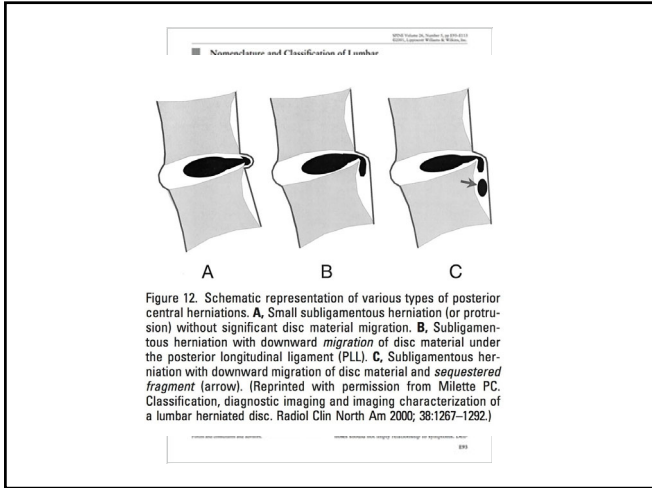 Nomenclature and Classification of Lumbar
A
B
C
Figure 12. Schematic representation of various types of posterior
central herniations. A, Small subligamentous herniation (or protru-
sion) without significant disc material migration. B, Subligamen-
tous herniation with downward migration of disc material under
the posterior longitudinal ligament (PLL). C, Subligamentous her-
niation with downward migration of disc material and sequestered
fragment (arrow). (Reprinted with permission from Milette PC.
Classification, diagnostic imaging and imaging characterization of
a lumbar herniated disc. Radiol Clin North Am 2000; 38:1267–1292.)
E93